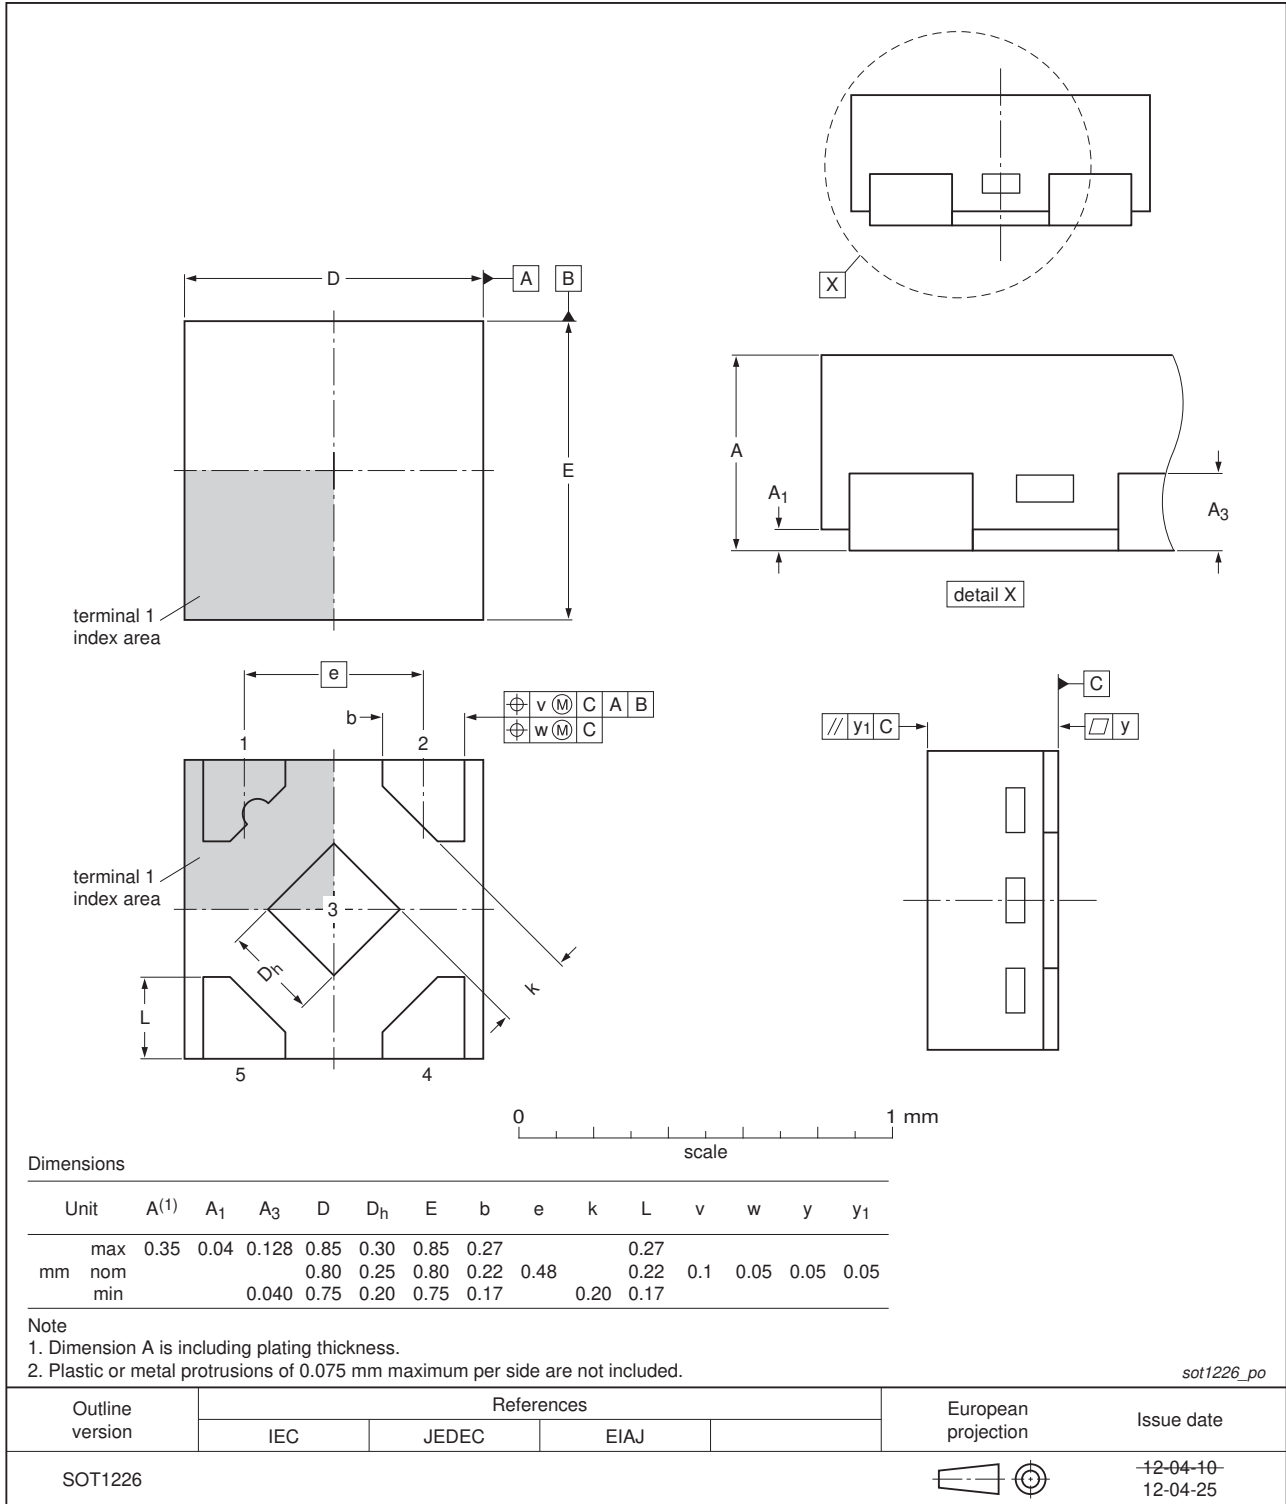 X
D
A
B
E
terminal 1
index area
A
A1
A3
detail X
e
b
v M C A B
w M C
1
2
terminal 1
index area
3
Dh
k
L
5
4
C
// y1 C
y
0
1 mm
scale
Dimensions
Unit A(1) A1 A3 D Dh E b e k L v w y y1
max 0.35 0.04 0.128 0.85 0.30 0.85 0.27 0.27
mm nom 0.80 0.25 0.80 0.22 0.48 0.22 0.1 0.05 0.05 0.05
min 0.040 0.75 0.20 0.75 0.17 0.20 0.17
Note
1. Dimension A is including plating thickness.
2. Plastic or metal protrusions of 0.075 mm maximum per side are not included.
sot1226_po
Outline
version
References
IEC JEDEC EIAJ
European
projection
Issue date
SOT1226
12-04-10
12-04-25